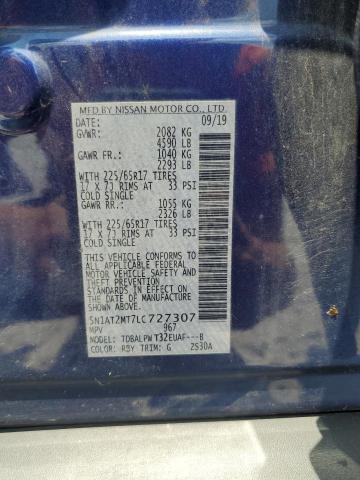 MFD BY NISSAN MOTOR CO., LTD.
DATE: 09/19
GVWR: 2082 KG
4590 LB
GAWR FR.: 1040 KG
2293 LB
WITH 225/65R17 TIRES
17 X 7J RIMS AT 33 PSI
COLD SINGLE
GAWR RR.: 1055 KG
2326 LB
WITH 225/65R17 TIRES
17 X 7J RIMS AT 33 PSI
COLD SINGLE
THIS VEHICLE CONFORMS TO
ALL APPLICABLE FEDERAL
MOTOR VEHICLE SAFETY AND
THEFT PREVENTION
STANDARDS IN EFFECT ON THE
DATE OF MANUFACTURE
SHOWN ABOVE.
5N1AT2MT7LC727307
MPV 967
MODEL: TDBALPWT32EUAF---B
COLOR: RBY TRIM: G 2S30A